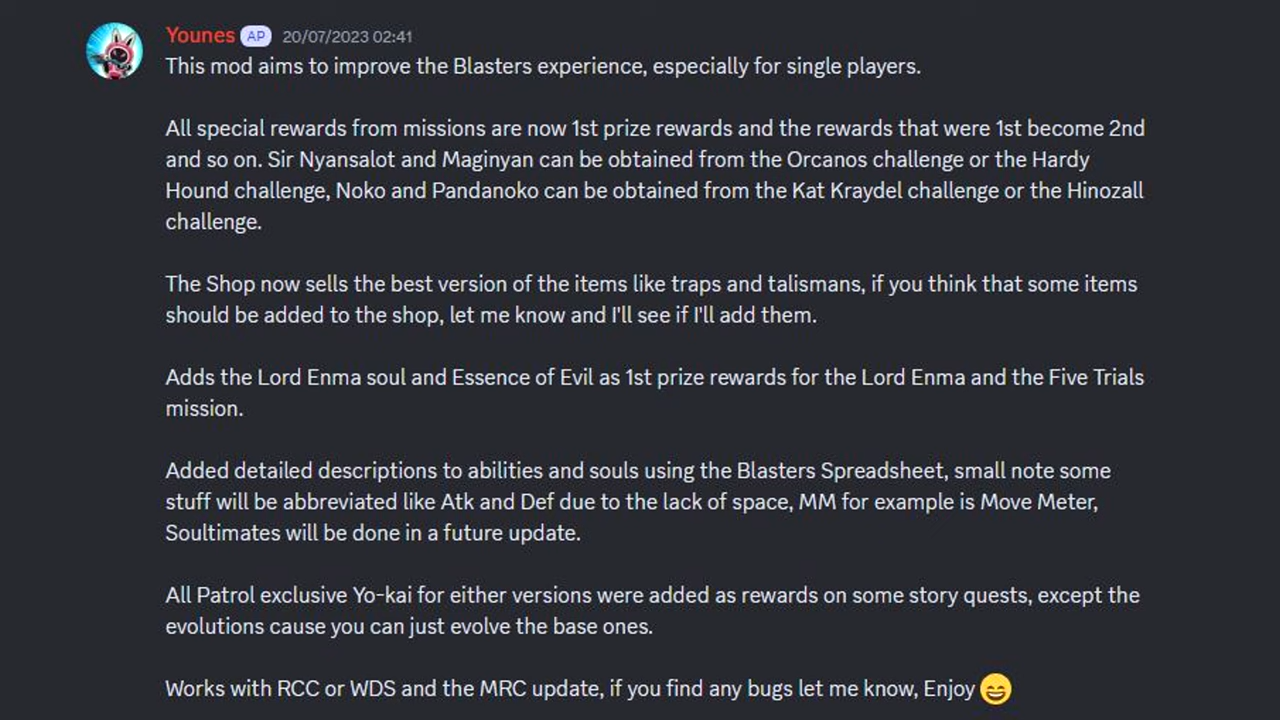 Younes AP 20/07/2023 02:41
This mod aims to improve the Blasters experience, especially for single players.
All special rewards from missions are now 1st prize rewards and the rewards that were 1st become 2nd
and so on. Sir Nyansalot and Maginyan can be obtained from the Orcanos challenge or the Hardy
Hound challenge, Noko and Pandanoko can be obtained from the Kat Kraydel challenge or the Hinozall
challenge.
The Shop now sells the best version of the items like traps and talismans, if you think that some items
should be added to the shop, let me know and I'll see if I'll add them.
Adds the Lord Enma soul and Essence of Evil as 1st prize rewards for the Lord Enma and the Five Trials
mission.
Added detailed descriptions to abilities and souls using the Blasters Spreadsheet, small note some
stuff will be abbreviated like Atk and Def due to the lack of space, MM for example is Move Meter,
Soultimates will be done in a future update.
All Patrol exclusive Yo-kai for either versions were added as rewards on some story quests, except the
evolutions cause you can just evolve the base ones.
Works with RCC or WDS and the MRC update, if you find any bugs let me know, Enjoy 😄